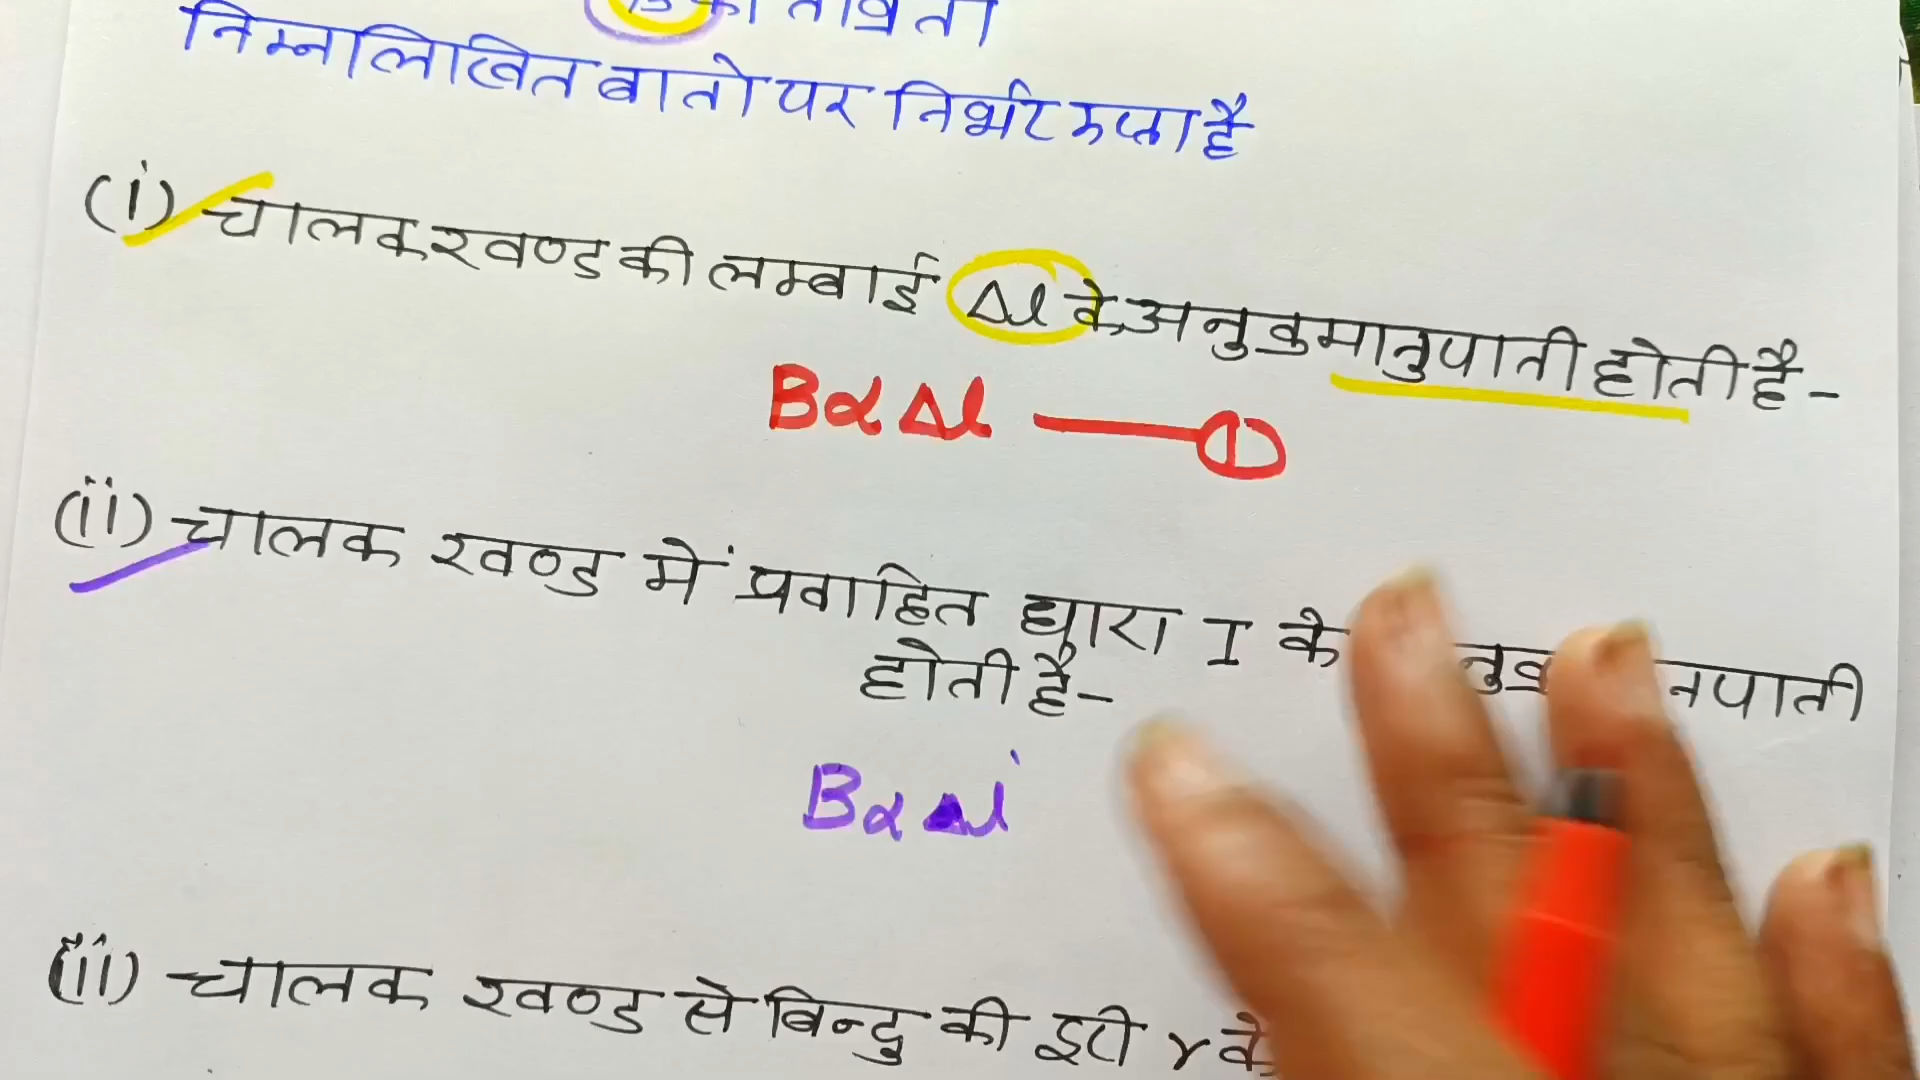 की तीव्रता
निम्नलिखित बातो पर निर्भर करता है
(i) चालक खण्ड की लम्बाई Δl के अनुक्रमानुपाती होती है-
B α Δl — ①
(ii) चालक खण्ड में प्रवाहित धारा I के
होती है-
B α
(iii) चालक खण्ड से बिन्दु की दूरी r के